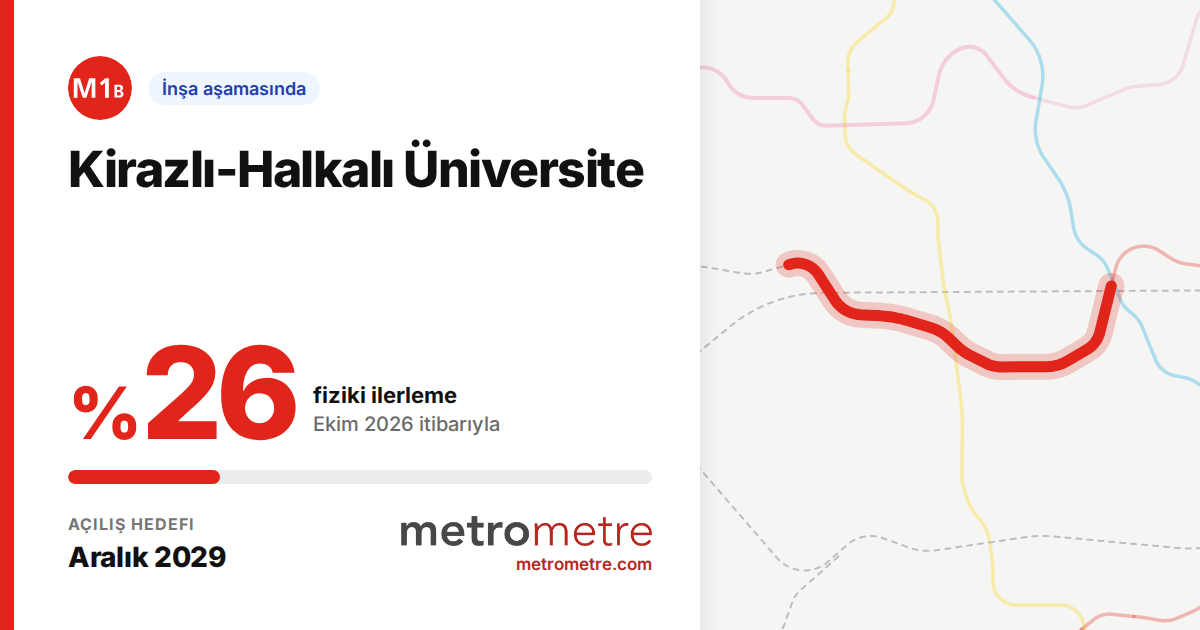 M1B
İnşa aşamasında
Kirazlı-Halkalı Üniversite
%26
fiziki ilerleme
Ekim 2026 itibarıyla
AÇILIŞ HEDEFI
Aralık 2029
metrometre
metrometre.com